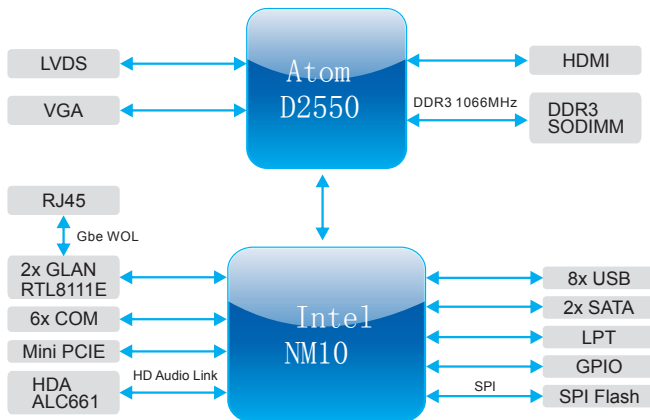 LVDS
VGA
Atom
D2550
HDMI
DDR3 1066MHz
DDR3
SODIMM
RJ45
Gbe WOL
2x GLAN
RTL8111E
6x COM
Mini PCIE
HDA
ALC661
HD Audio Link
Intel
NM10
8x USB
2x SATA
LPT
GPIO
SPI
SPI Flash